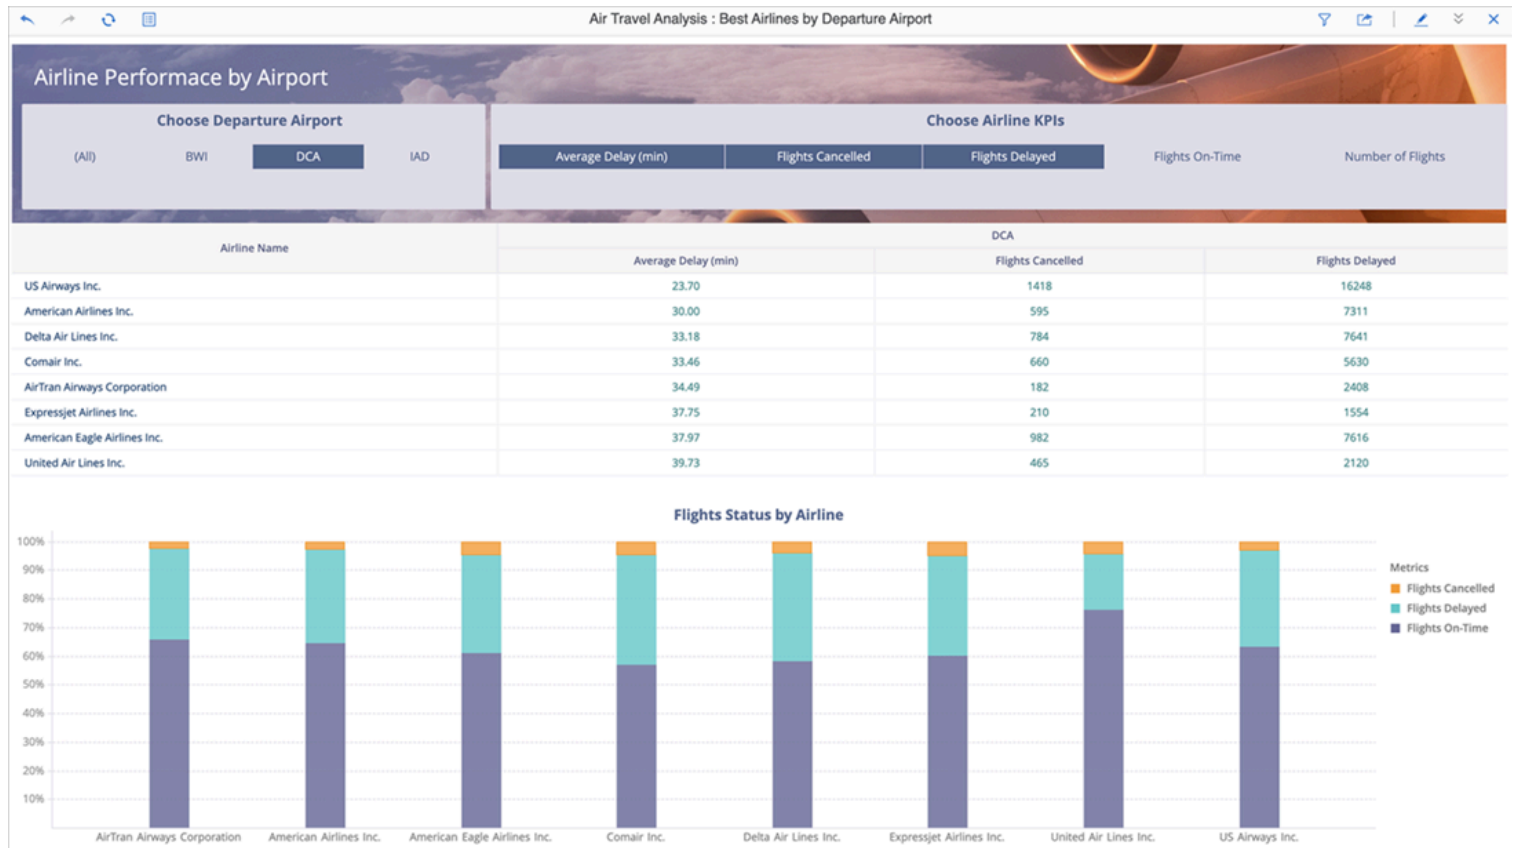 Air Travel Analysis : Best Airlines by Departure Airport
Airline Performace by Airport
Choose Departure Airport
(All) BWI DCA IAD
Choose Airline KPIs
Average Delay (min) Flights Cancelled Flights Delayed Flights On-Time Number of Flights
Airline Name DCA
Average Delay (min) Flights Cancelled Flights Delayed
US Airways Inc. 23.70 1418 16248
American Airlines Inc. 30.00 595 7311
Delta Air Lines Inc. 33.18 784 7641
Comair Inc. 33.46 660 5630
AirTran Airways Corporation 34.49 182 2408
Expressjet Airlines Inc. 37.75 210 1554
American Eagle Airlines Inc. 37.97 982 7616
United Air Lines Inc. 39.73 465 2120
Flights Status by Airline
100%
90%
80%
70%
60%
50%
40%
30%
20%
10%
AirTran Airways Corporation American Airlines Inc. American Eagle Airlines Inc. Comair Inc. Delta Air Lines Inc. Expressjet Airlines Inc. United Air Lines Inc. US Airways Inc.
Metrics
Flights Cancelled
Flights Delayed
Flights On-Time